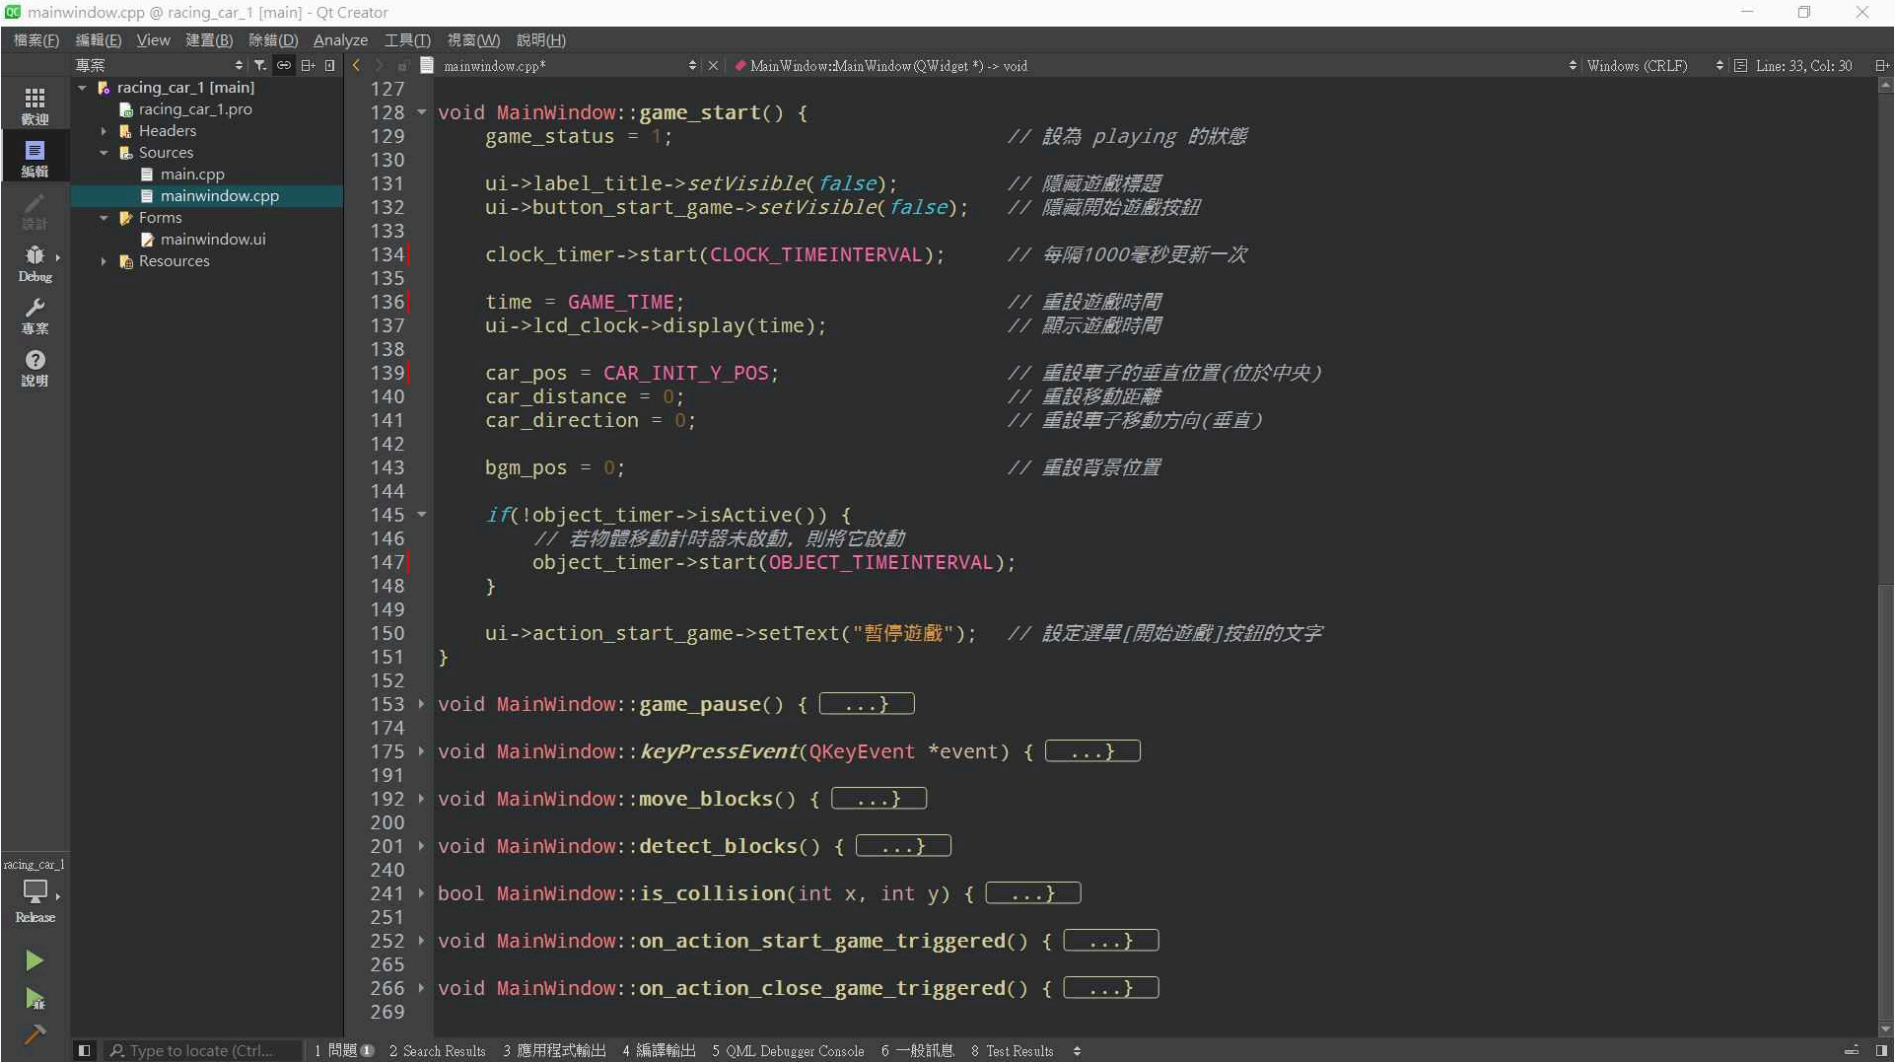 mainwindow.cpp @ racing_car_1 [main] - Qt Creator
檔案(F) 編輯(E) View 建置(B) 除錯(D) Analyze 工具(T) 視窗(W) 說明(H)
專案 mainwindow.cpp* MainWindow::MainWindow(QWidget *) -> void Windows (CRLF) Line: 33, Col: 30
歡迎
編輯
設計
Debug
專案
說明
racing_car_1
Release
racing_car_1 [main]
racing_car_1.pro
Headers
Sources
main.cpp
mainwindow.cpp
Forms
mainwindow.ui
Resources
127
128 void MainWindow::game_start() {
129 game_status = 1; // 設為 playing 的狀態
130
131 ui->label_title->setVisible(false); // 隱藏遊戲標題
132 ui->button_start_game->setVisible(false); // 隱藏開始遊戲按鈕
133
134 clock_timer->start(CLOCK_TIMEINTERVAL); // 每隔1000毫秒更新一次
135
136 time = GAME_TIME; // 重設遊戲時間
137 ui->lcd_clock->display(time); // 顯示遊戲時間
138
139 car_pos = CAR_INIT_Y_POS; // 重設車子的垂直位置(位於中央)
140 car_distance = 0; // 重設移動距離
141 car_direction = 0; // 重設車子移動方向(垂直)
142
143 bgm_pos = 0; // 重設背景位置
144
145 if(!object_timer->isActive()) {
146 // 若物體移動計時器未啟動, 則將它啟動
147 object_timer->start(OBJECT_TIMEINTERVAL);
148 }
149
150 ui->action_start_game->setText("暫停遊戲"); // 設定選單[開始遊戲]按鈕的文字
151 }
152
153 void MainWindow::game_pause() { ...}
174
175 void MainWindow::keyPressEvent(QKeyEvent *event) { ...}
191
192 void MainWindow::move_blocks() { ...}
200
201 void MainWindow::detect_blocks() { ...}
240
241 bool MainWindow::is_collision(int x, int y) { ...}
251
252 void MainWindow::on_action_start_game_triggered() { ...}
265
266 void MainWindow::on_action_close_game_triggered() { ...}
269
Type to locate (Ctrl... 1 問題 1 2 Search Results 3 應用程式輸出 4 編譯輸出 5 QML Debugger Console 6 一般訊息 8 Test Results